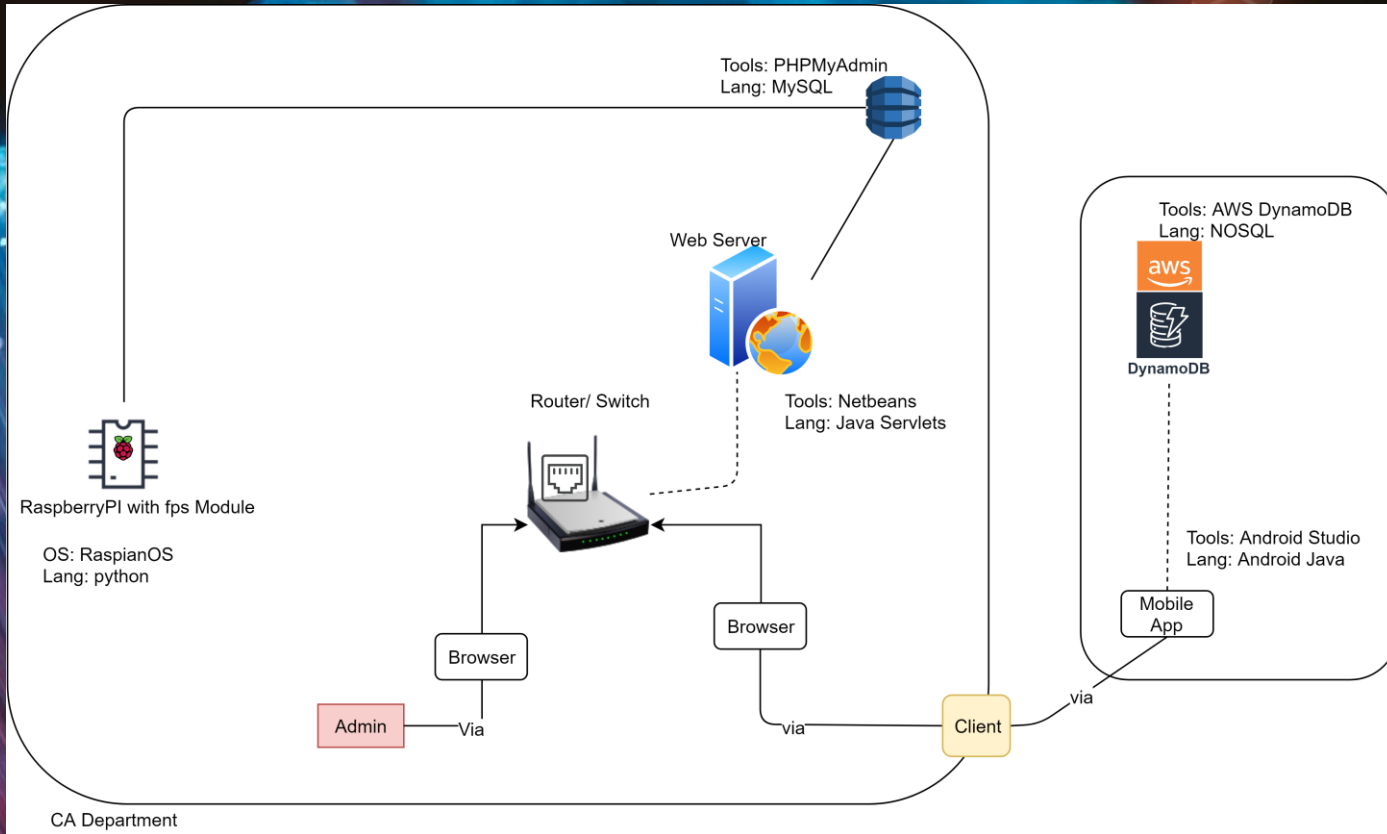 Tools: PHPMyAdmin
Lang: MySQL
Web Server
Tools: Netbeans
Lang: Java Servlets
Router/ Switch
RaspberryPI with fps Module
OS: RaspianOS
Lang: python
Browser
Browser
Admin
Via
via
Client
via
CA Department
Tools: AWS DynamoDB
Lang: NOSQL
aws
DynamoDB
Tools: Android Studio
Lang: Android Java
Mobile
App